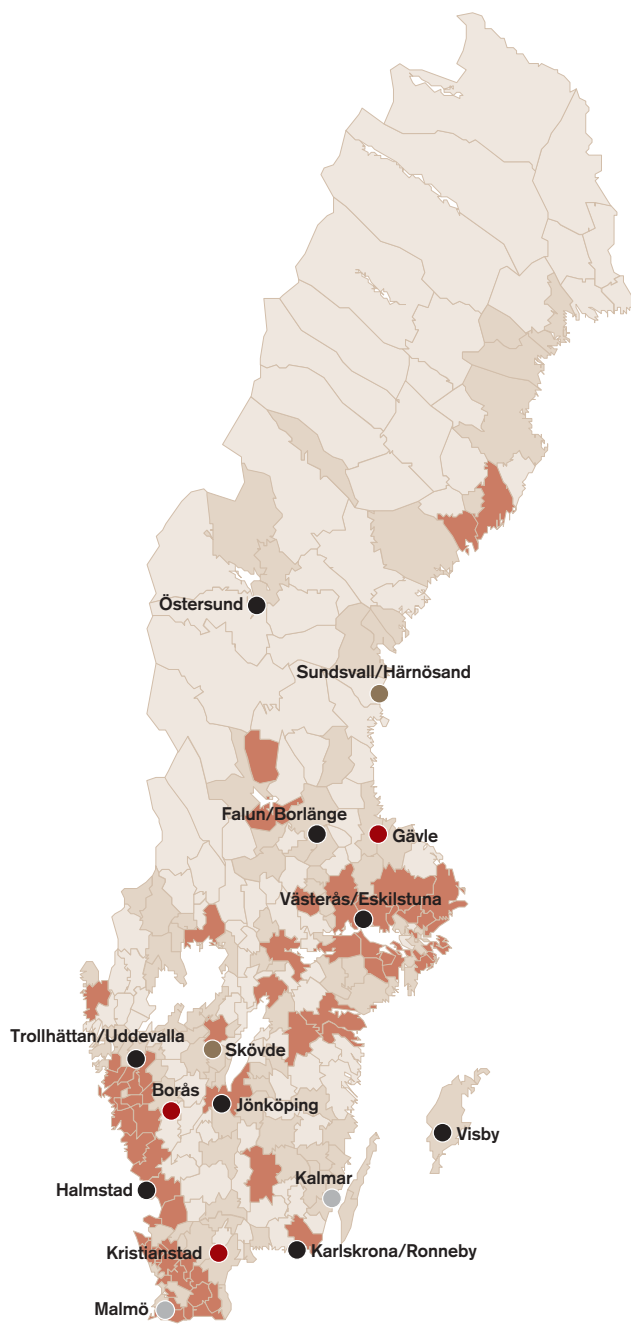 Östersund
Sundsvall/Härnösand
Falun/Borlänge
Gävle
Västerås/Eskilstuna
Trollhättan/Uddevalla
Skövde
Borås
Jönköping
Visby
Kalmar
Halmstad
Kristianstad
Karlskrona/Ronneby
Malmö